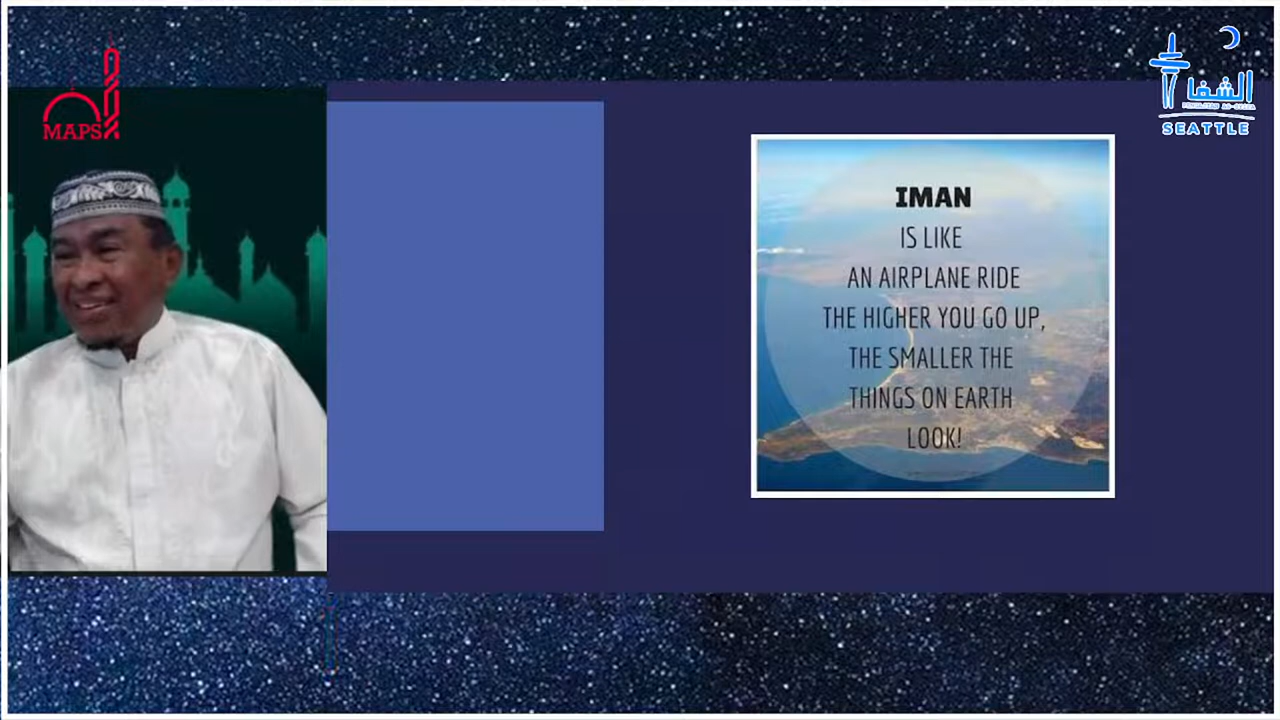 MAPS
الشفاء
SEATTLE
IMAN
IS LIKE
AN AIRPLANE RIDE
THE HIGHER YOU GO UP,
THE SMALLER THE
THINGS ON EARTH
LOOK!